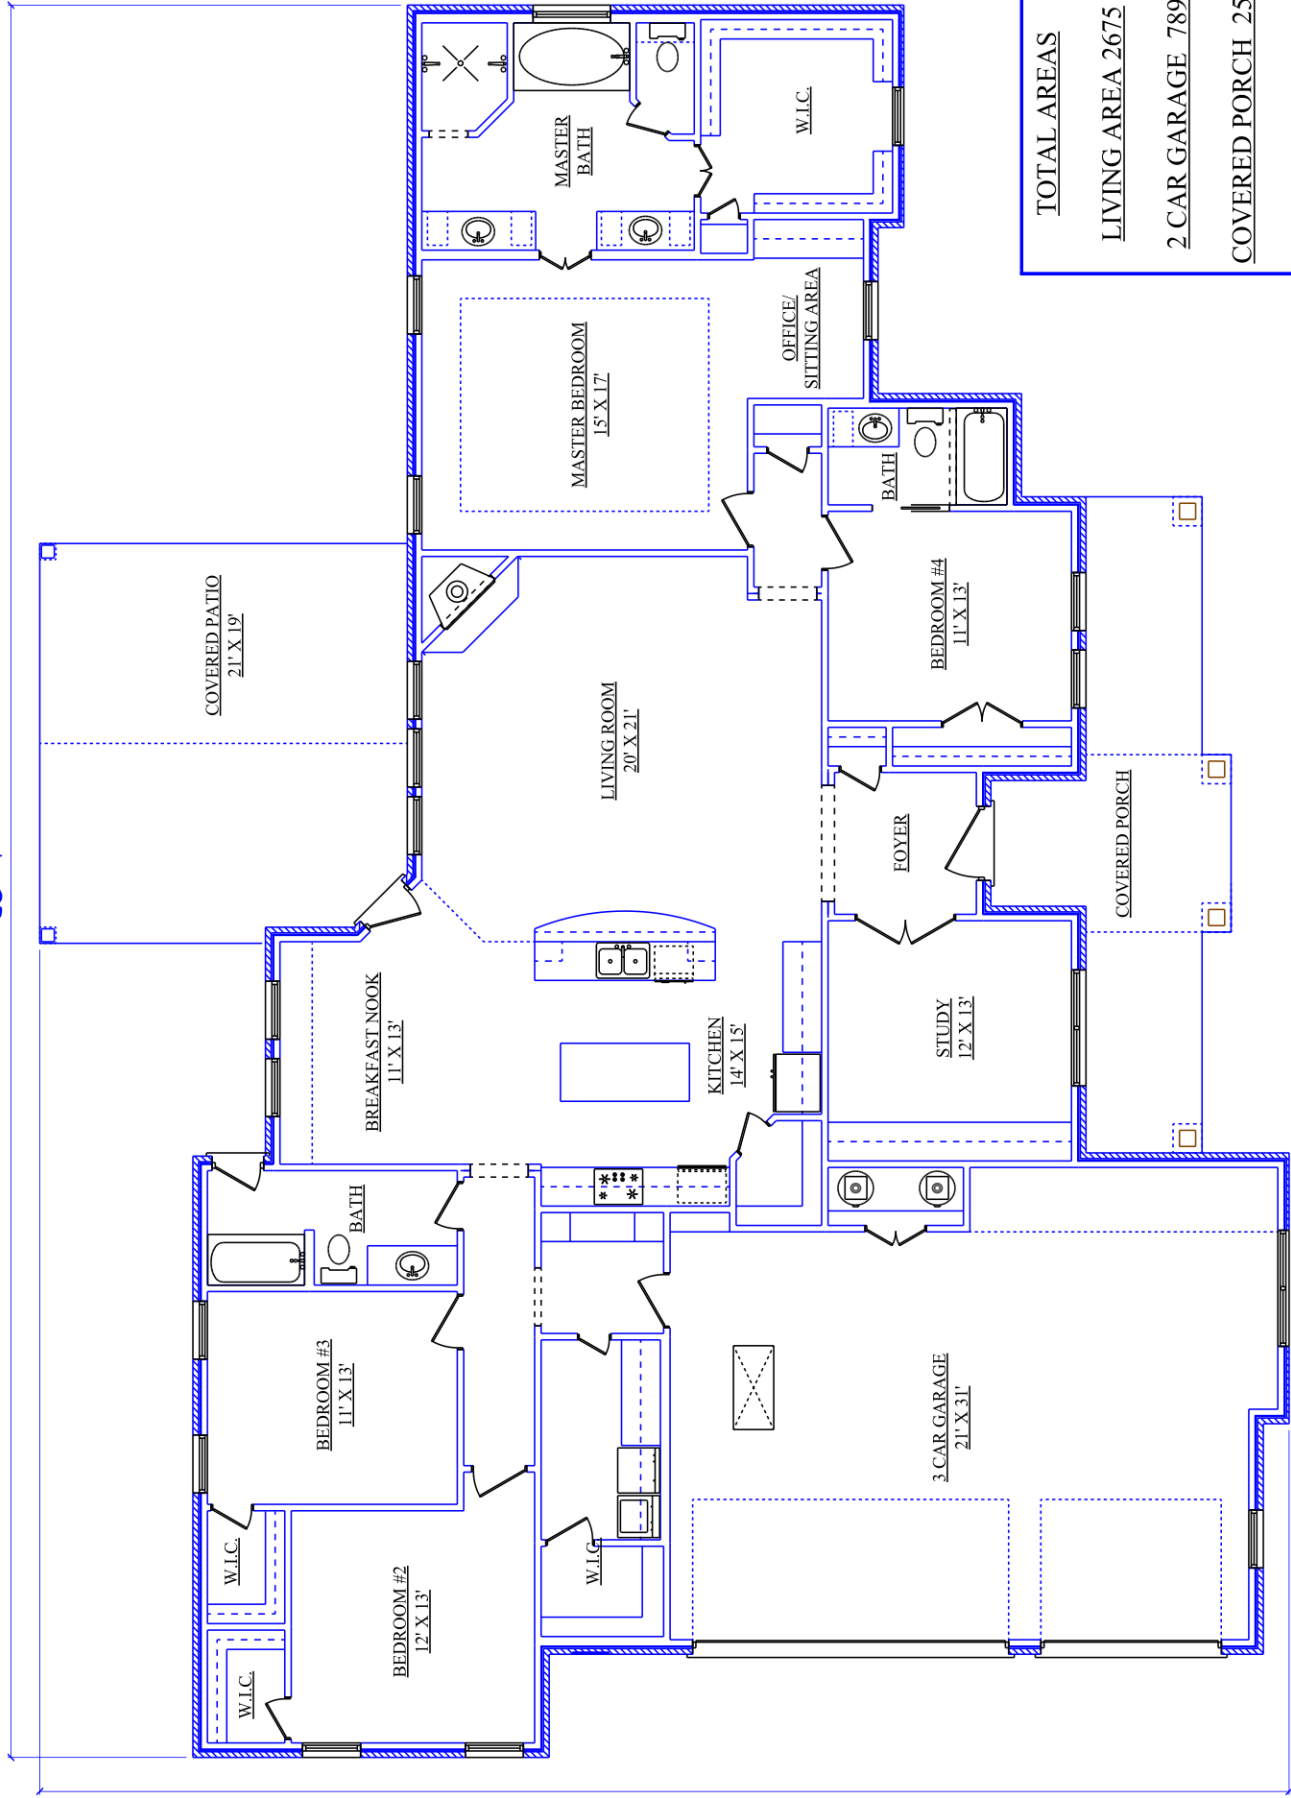 COVERED PATIO
21' X 19'
BREAKFAST NOOK
11' X 13'
LIVING ROOM
20' X 21'
MASTER BEDROOM
15' X 17'
MASTER
BATH
W.I.C.
OFFICE/
SITTING AREA
BATH
BEDROOM #4
11' X 13'
FOYER
COVERED PORCH
STUDY
12' X 13'
KITCHEN
14' X 15'
BATH
BEDROOM #3
11' X 13'
W.I.C.
W.I.C.
BEDROOM #2
12' X 13'
W.I.C
3 CAR GARAGE
21' X 31'
TOTAL AREAS
LIVING AREA 2675
2 CAR GARAGE 789
COVERED PORCH 25